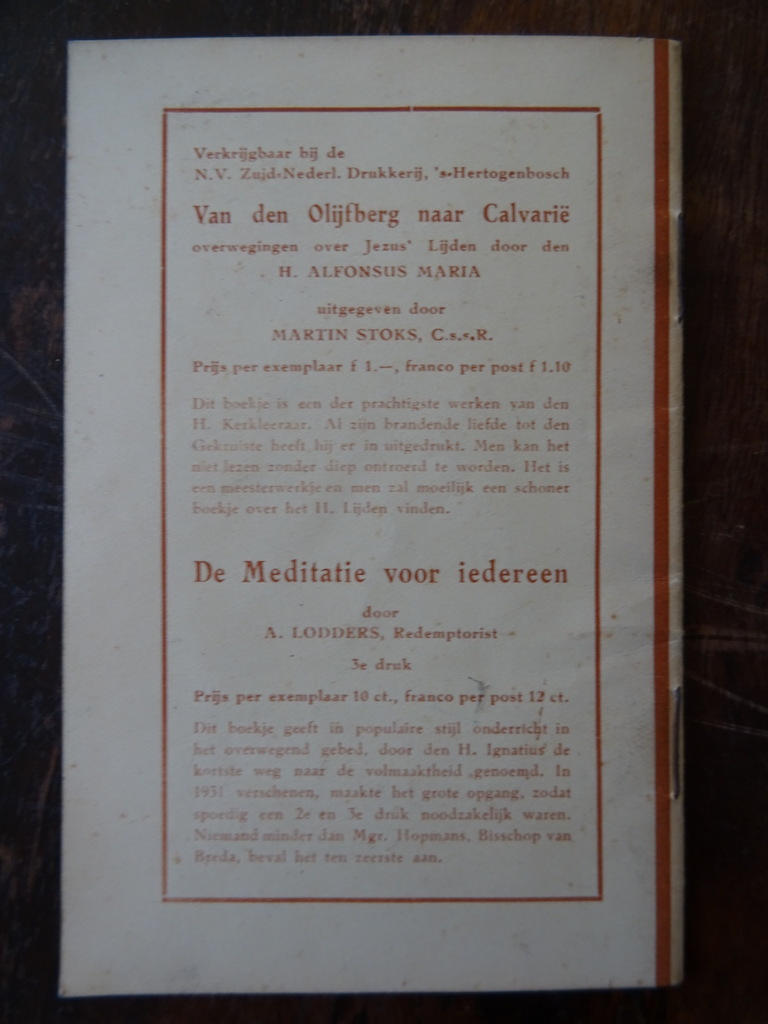 Verkrijgbaar bij de
N.V. Zuid-Nederl. Drukkerij, 's-Hertogenbosch
Van den Olijfberg naar Calvarië
overwegingen over Jezus' Lijden door den
H. ALFONSUS MARIA
uitgegeven door
MARTIN STOKS, C.s.s.R.
Prijs per exemplaar f 1.—, franco per post f 1.10
Dit boekje is een der prachtigste werken van den
H. Kerkleeraar. Al zijn brandende liefde tot den
Gekruiste heeft hij er in uitgedrukt. Men kan het
niet lezen zonder diep ontroerd te worden. Het is
een meesterwerkje en men zal moeilijk een schoner
boekje over het H. Lijden vinden.
De Meditatie voor iedereen
door
A. LODDERS, Redemptorist
3e druk
Prijs per exemplaar 10 ct., franco per post 12 ct.
Dit boekje geeft in populaire stijl onderricht in
het overwegend gebed, door den H. Ignatius de
kortste weg naar de volmaaktheid genoemd. In
1931 verschenen, maakte het grote opgang, zodat
spoedig een 2e en 3e druk noodzakelijk waren.
Niemand minder dan Mgr. Hopmans, Bisschop van
Breda, beval het ten zeerste aan.